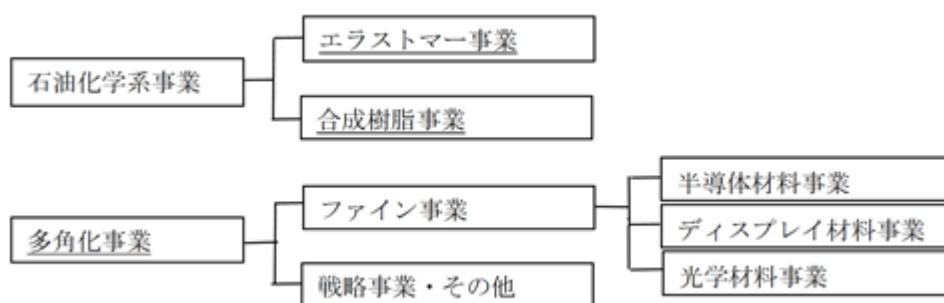 石油化学系事業
エラストマー事業
合成樹脂事業
多角化事業
ファイン事業
戦略事業・その他
半導体材料事業
ディスプレイ材料事業
光学材料事業